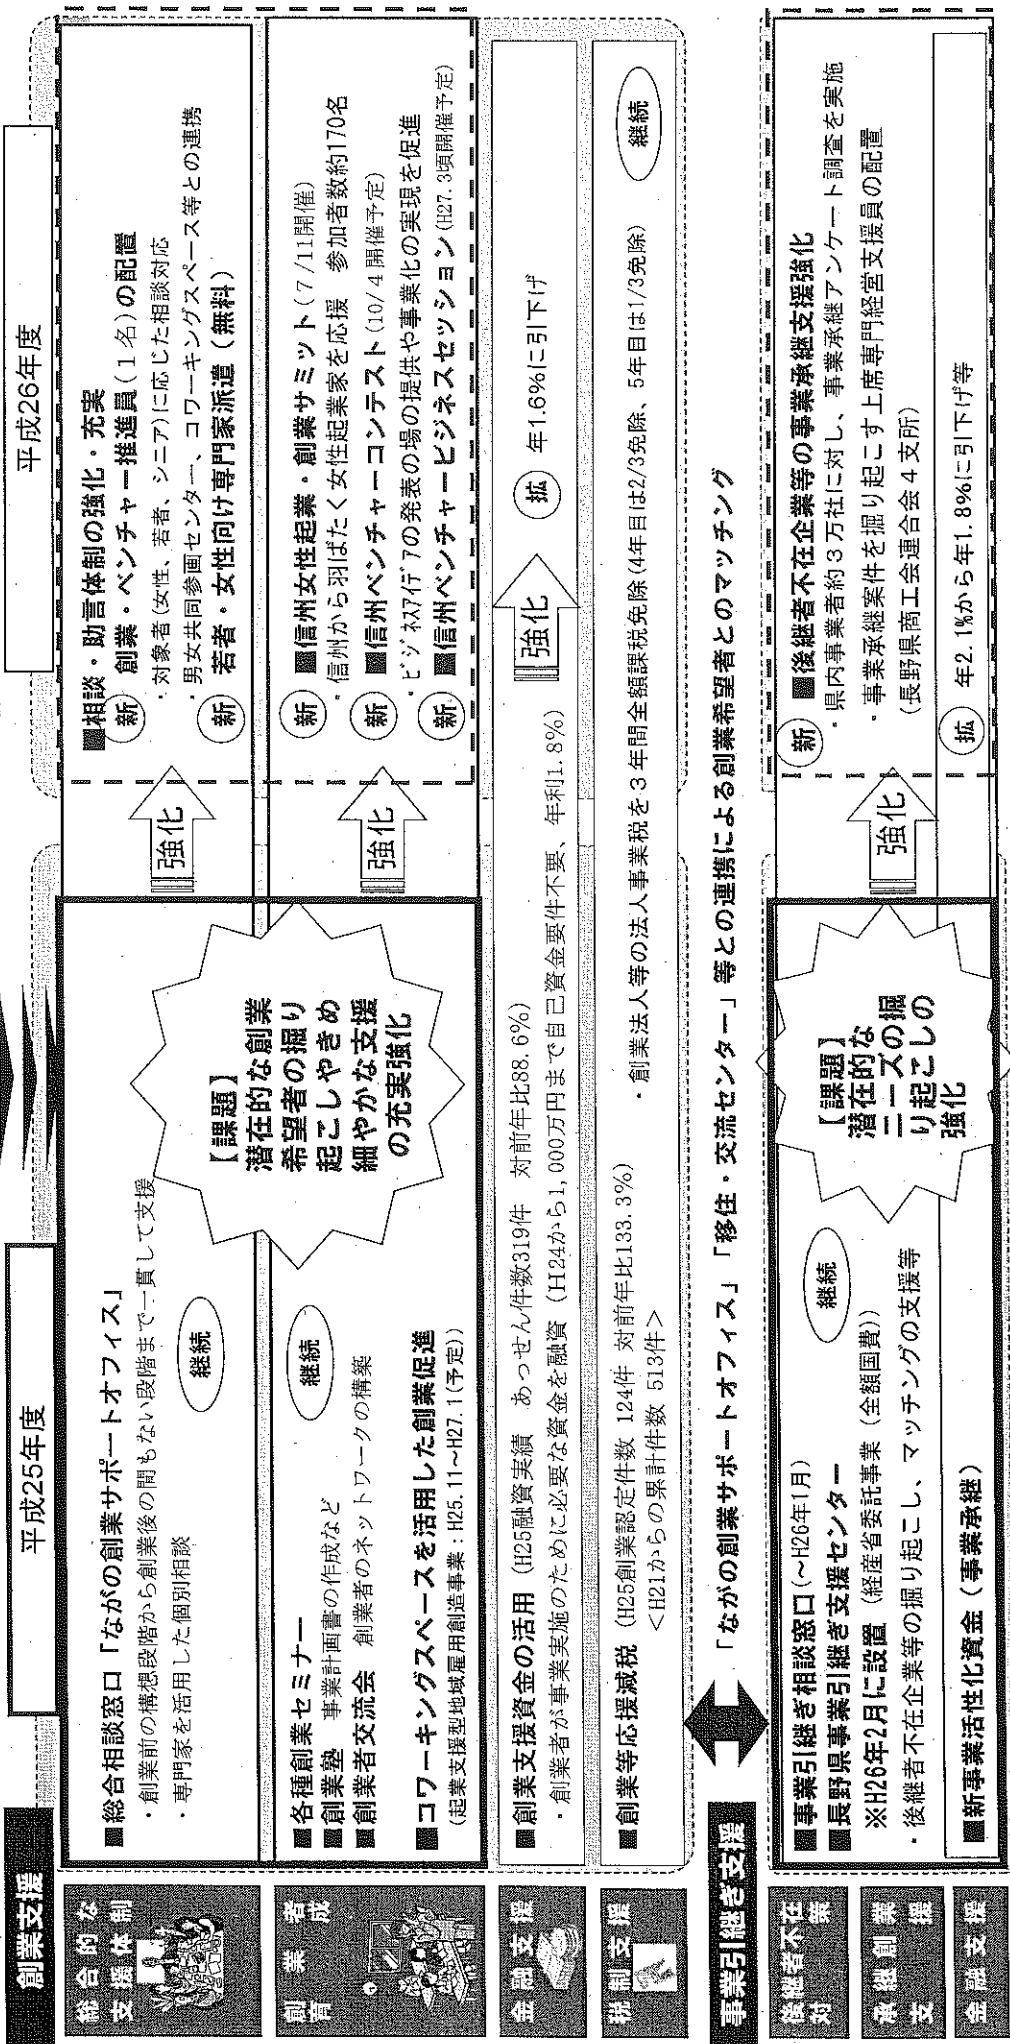 創業支援
平成25年度
平成26年度
総合的な
支援体制
■総合相談窓口「ながの創業サポートオフィス」
・創業前の構想段階から創業後の間もない段階まで一貫して支援
・専門家を活用した個別相談
継続
【課題】
潜在的な創業
希望者の掘り
起こしやきめ
細やかな支援
の充実強化
強化
■相談・助言体制の強化・充実
新 創業・ベンチャー推進員(1名)の配置
・対象者(女性、若者、シニア)に応じた相談対応
・男女共同参画センター、コワーキングスペース等との連携
新 若者・女性向け専門家派遣(無料)
創業者
育成
■各種創業セミナー
■創業塾 事業計画書の作成など
■創業者交流会 創業者のネットワークの構築
継続
■コワーキングスペースを活用した創業促進
(起業支援型地域雇用創造事業:H25.11~H27.1(予定))
強化
新 ■信州女性起業・創業サミット(7/11開催)
・信州から羽ばたく女性起業家を応援 参加者数約170名
新 ■信州ベンチャーコンテスト(10/4開催予定)
・ビジネスアイデアの発表の場の提供や事業化の実現を促進
新 ■信州ベンチャービジネスセッション(H27.3頃開催予定)
金融支援
■創業支援資金の活用(H25融資実績 あっせん件数319件 対前年比88.6%)
・創業者が事業実施のために必要な資金を融資(H24から1,000万円まで自己資金要件不要、年利1.8%)
強化
拡 年1.6%に引下げ
税制支援
■創業等応援減税(H25創業認定件数 124件 対前年比133.3%)
<H21からの累計件数 513件>
・創業法人等の法人事業税を3年間全額課税免除(4年目は2/3免除、5年目は1/3免除)
継続
事業引継ぎ支援
「ながの創業サポートオフィス」「移住・交流センター」等との連携による創業希望者とのマッチング
後継者不在
対策
承継創業
支援
■事業引継ぎ相談窓口(~H26年1月)
■長野県事業引継ぎ支援センター
※H26年2月に設置(経産省委託事業(全額国費))
・後継者不在企業等の掘り起こし、マッチングの支援等
継続
【課題】
潜在的な
ニーズの掘
り起こしの
強化
強化
新 ■後継者不在企業等の事業承継支援強化
・県内事業者約3万社に対し、事業承継アンケート調査を実施
・事業承継案件を掘り起こす上席専門経営支援員の配置
(長野県商工会連合会4支所)
金融支援
■新事業活性化資金(事業承継)
拡 年2.1%から年1.8%に引下げ等